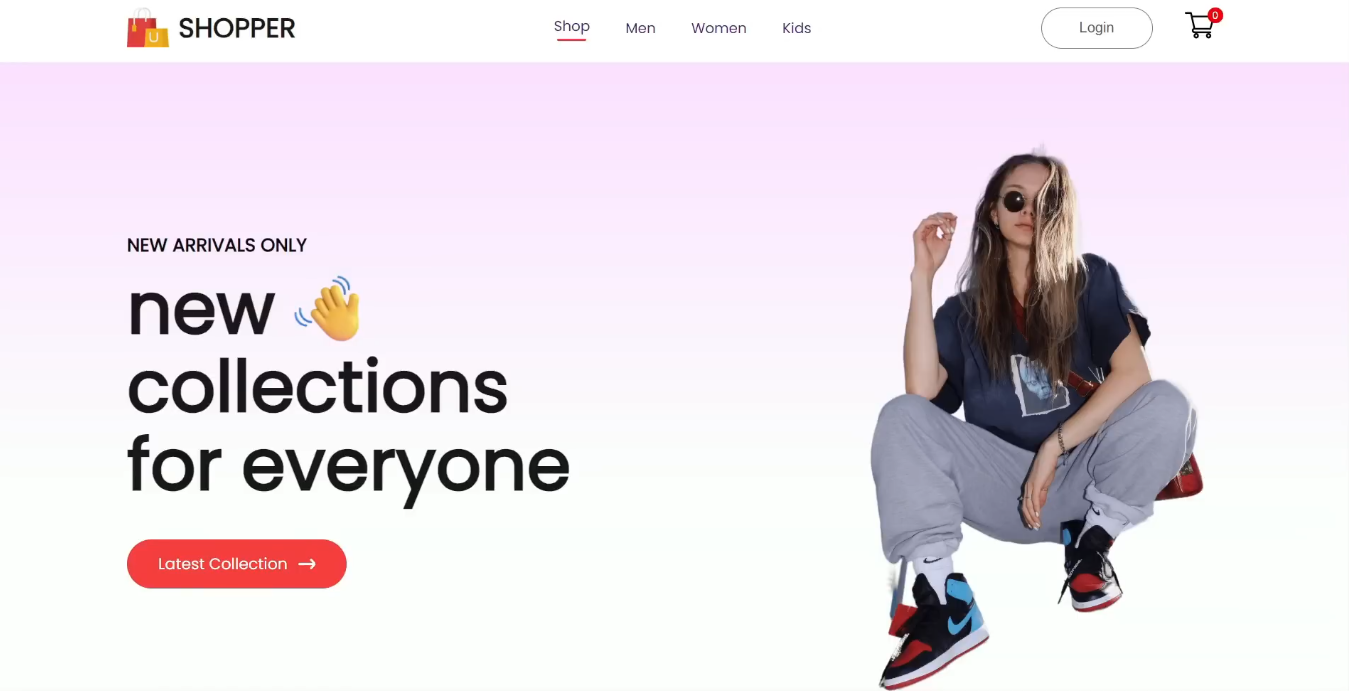 SHOPPER
Shop
Men
Women
Kids
Login
0
NEW ARRIVALS ONLY
new
collections
for everyone
Latest Collection